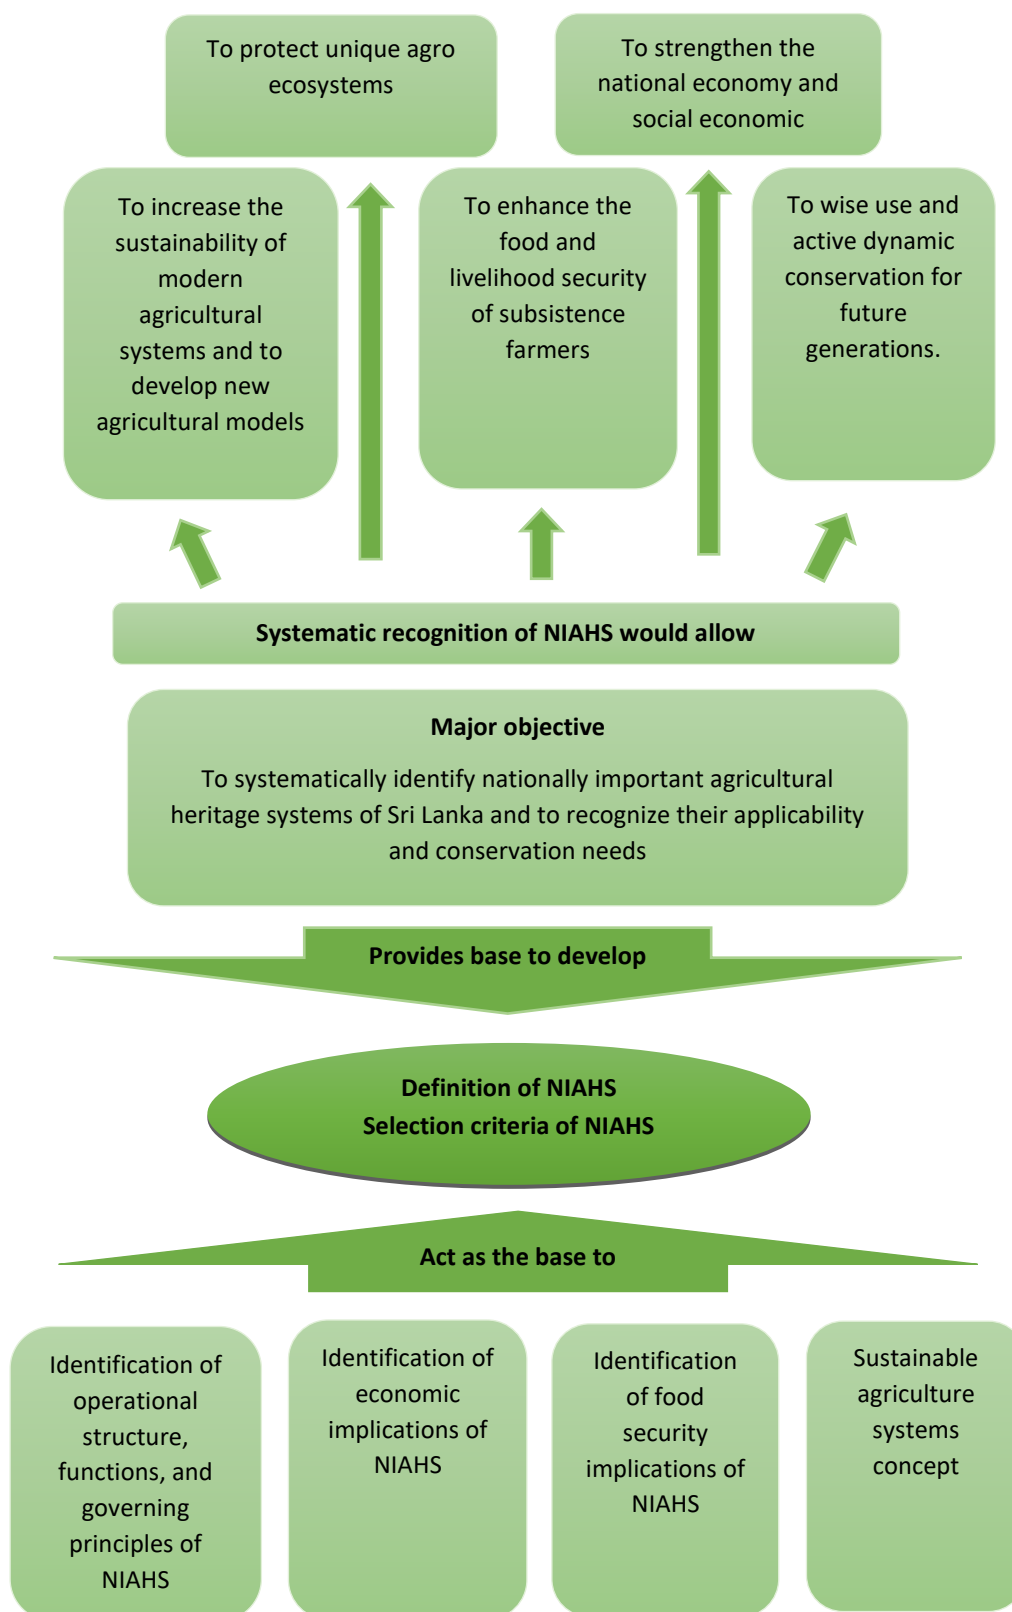 To protect unique agro
ecosystems
To strengthen the
national economy and
social economic
To increase the
sustainability of
modern
agricultural
systems and to
develop new
agricultural models
To enhance the
food and
livelihood security
of subsistence
farmers
To wise use and
active dynamic
conservation for
future
generations.
Systematic recognition of NIAHS would allow
Major objective
To systematically identify nationally important agricultural
heritage systems of Sri Lanka and to recognize their applicability
and conservation needs
Provides base to develop
Definition of NIAHS
Selection criteria of NIAHS
Act as the base to
Identification of
operational
structure,
functions, and
governing
principles of
NIAHS
Identification of
economic
implications of
NIAHS
Identification
of food
security
implications of
NIAHS
Sustainable
agriculture
systems
concept